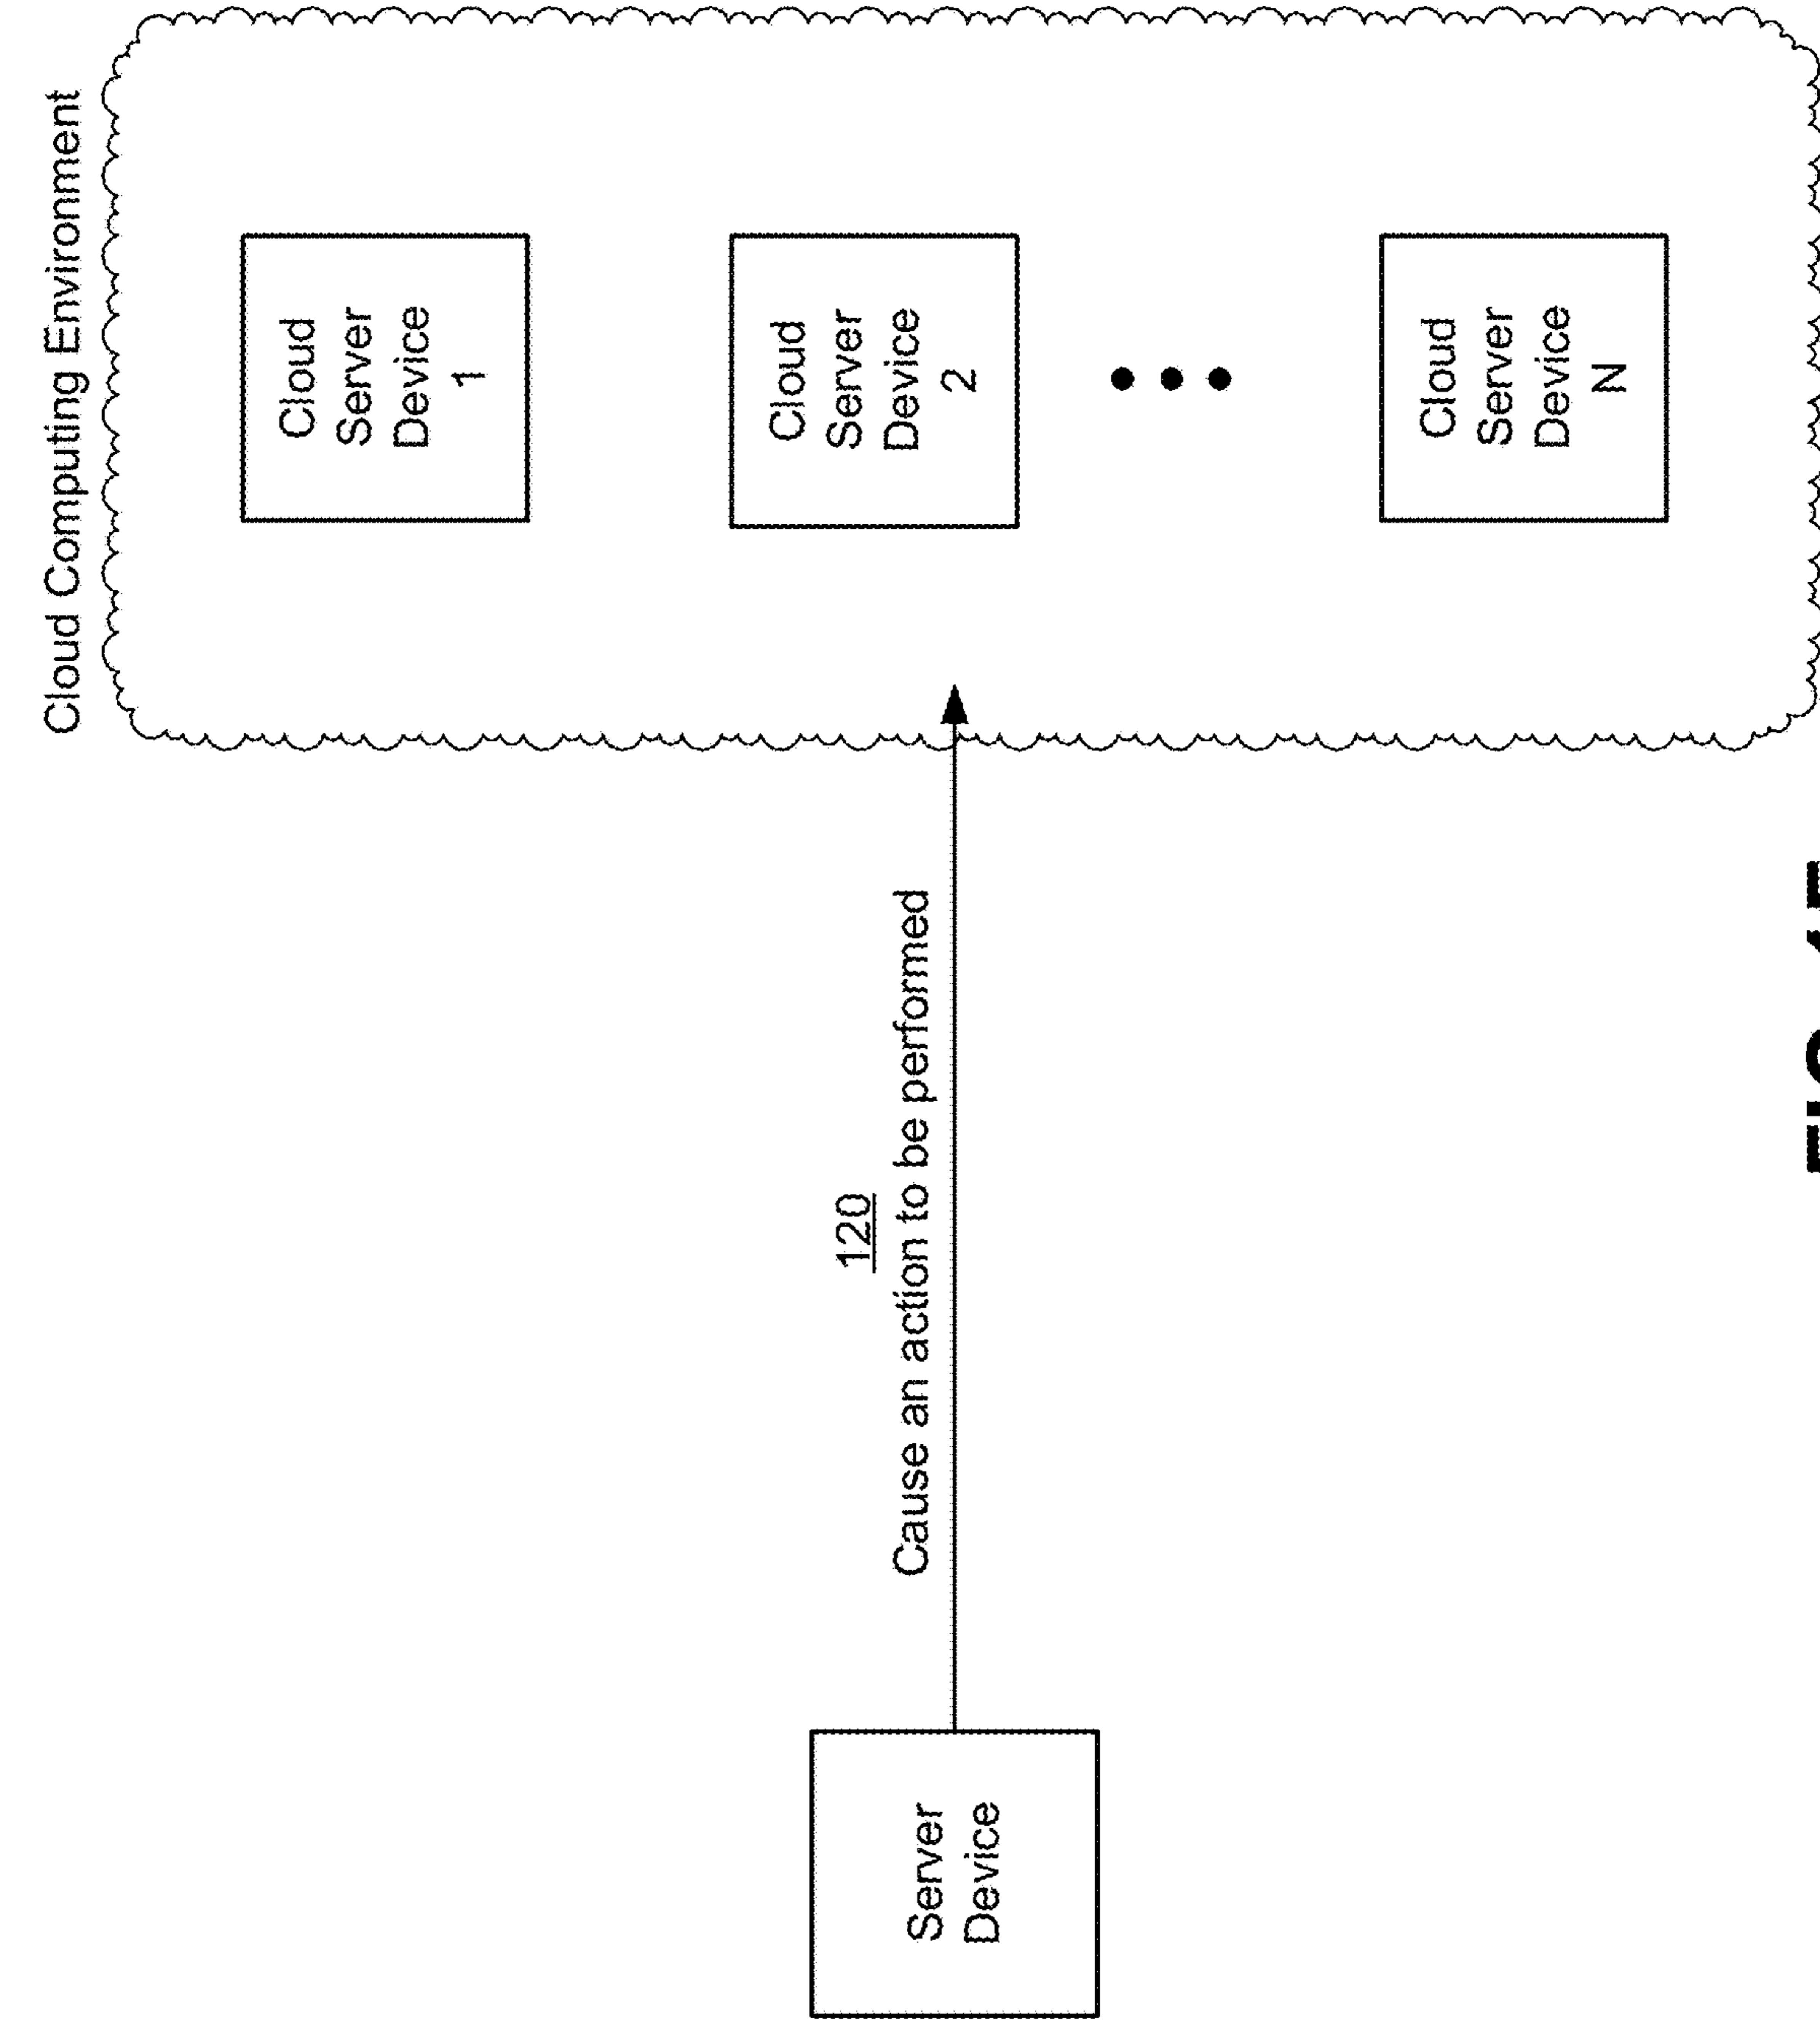 Cloud Computing Environment
Cloud
Server
Device
1
Cloud
Server
Device
2
Cloud
Server
Device
N
120
Cause an action to be performed
Server
Device